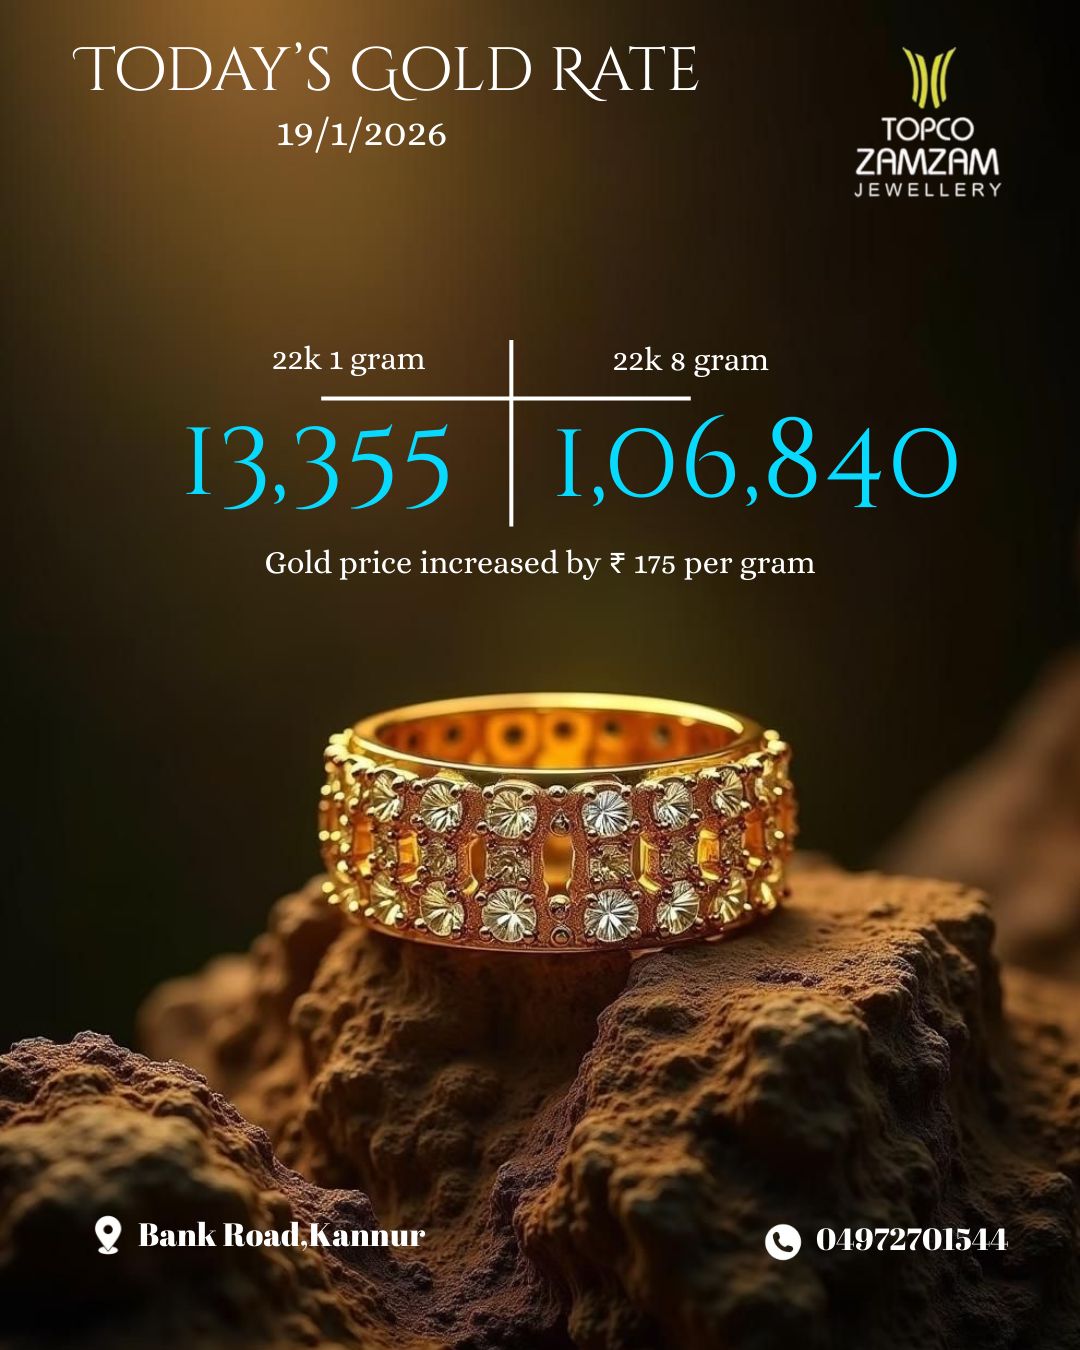 TODAY'S GOLD RATE
19/1/2026
TOPCO
ZAMZAM
JEWELLERY
22k 1 gram
22k 8 gram
13,355
1,06,840
Gold price increased by ₹ 175 per gram
Bank Road,Kannur
04972701544